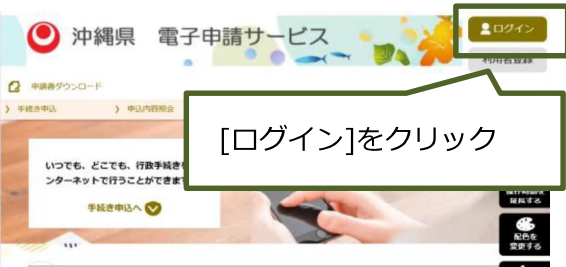 沖縄県 電子申請サービス
ログイン
利用者登録
申請書ダウンロード
手続き申込
申込内容照会
[ログイン]をクリック
いつでも、どこでも、行政手続き
ンターネットで行うことができま
手続き申込へ
延長する
配色を
変更する